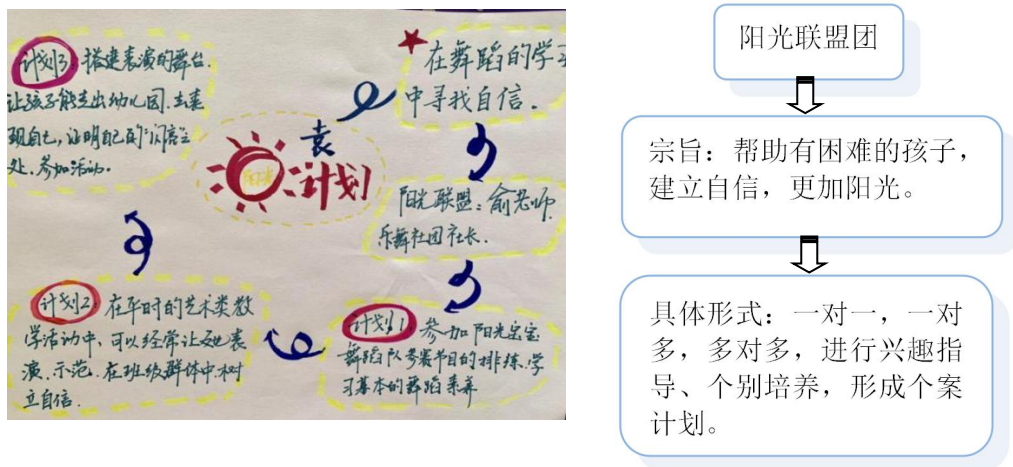 计划3：搭建表演的舞台.
让孩子能走出幼儿园.去表
现自己,证明自己的"闪亮之
处.参加活动.
在舞蹈的学习
中寻找自信.
袁
阳光
计划
阳光联盟：俞老师.
乐舞社团社长.
计划1：参加阳光宝宝
舞蹈队参赛节目的排练.学
习基本的舞蹈素养
计划2：在平时的艺术类教
学活动中,可以经常让她表
演.示范.在班级群体中树
立自信.
阳光联盟团
宗旨：帮助有困难的孩子，
建立自信，更加阳光。
具体形式：一对一，一对
多，多对多，进行兴趣指
导、个别培养，形成个案
计划。